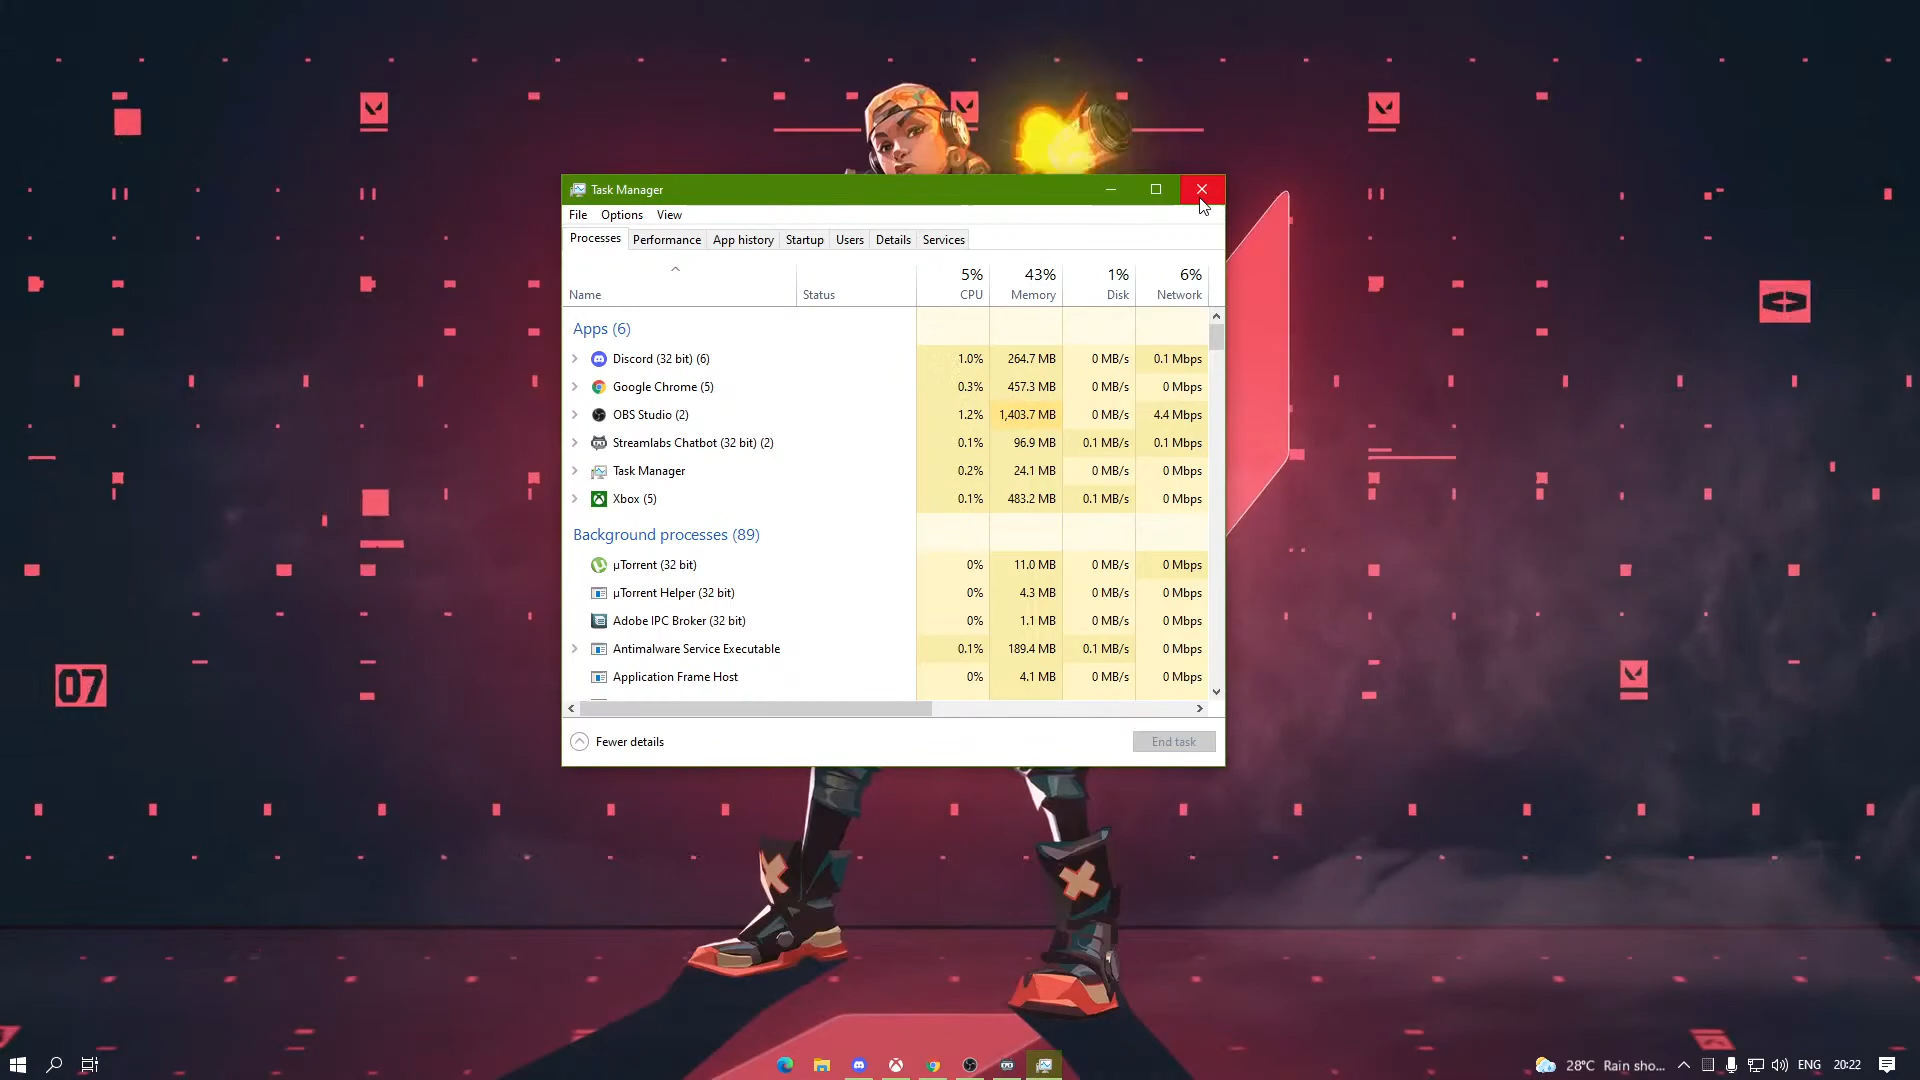 Task Manager
File Options View
Processes Performance App history Startup Users Details Services
5% 43% 1% 6%
Name Status CPU Memory Disk Network
Apps (6)
Discord (32 bit) (6) 1.0% 264.7 MB 0 MB/s 0.1 Mbps
Google Chrome (5) 0.3% 457.3 MB 0 MB/s 0 Mbps
OBS Studio (2) 1.2% 1,403.7 MB 0 MB/s 4.4 Mbps
Streamlabs Chatbot (32 bit) (2) 0.1% 96.9 MB 0.1 MB/s 0.1 Mbps
Task Manager 0.2% 24.1 MB 0 MB/s 0 Mbps
Xbox (5) 0.1% 483.2 MB 0.1 MB/s 0 Mbps
Background processes (89)
µTorrent (32 bit) 0% 11.0 MB 0 MB/s 0 Mbps
µTorrent Helper (32 bit) 0% 4.3 MB 0 MB/s 0 Mbps
Adobe IPC Broker (32 bit) 0% 1.1 MB 0 MB/s 0 Mbps
Antimalware Service Executable 0.1% 189.4 MB 0.1 MB/s 0 Mbps
Application Frame Host 0% 4.1 MB 0 MB/s 0 Mbps
Fewer details End task
07
28°C Rain sho... ENG 20:22